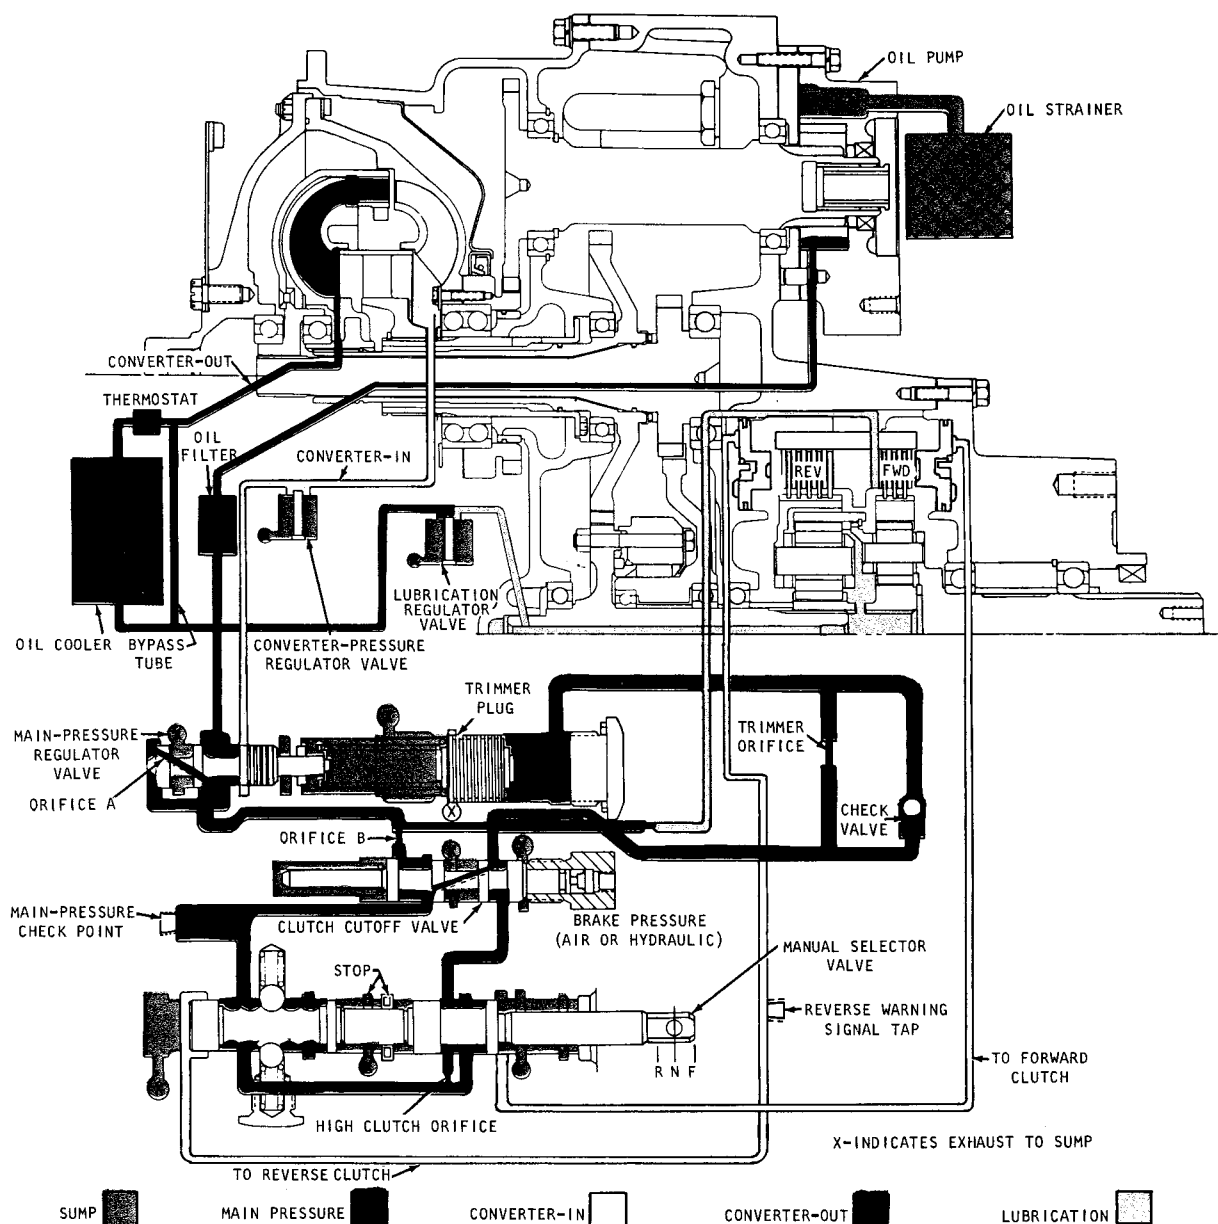 OIL PUMP
OIL STRAINER
CONVERTER-OUT
THERMOSTAT
OIL
FILTER
CONVERTER-IN
REV
FWD
LUBRICATION
REGULATOR
VALVE
OIL COOLER
BYPASS
TUBE
CONVERTER-PRESSURE
REGULATOR VALVE
TRIMMER
PLUG
MAIN-PRESSURE
REGULATOR
VALVE
ORIFICE A
TRIMMER
ORIFICE
X
ORIFICE B
CHECK
VALVE
MAIN-PRESSURE
CHECK POINT
CLUTCH CUTOFF VALVE
BRAKE PRESSURE
(AIR OR HYDRAULIC)
MANUAL SELECTOR
VALVE
STOP
REVERSE WARNING
SIGNAL TAP
R N F
TO FORWARD
CLUTCH
HIGH CLUTCH ORIFICE
X-INDICATES EXHAUST TO SUMP
TO REVERSE CLUTCH
SUMP
MAIN PRESSURE
CONVERTER-IN
CONVERTER-OUT
LUBRICATION